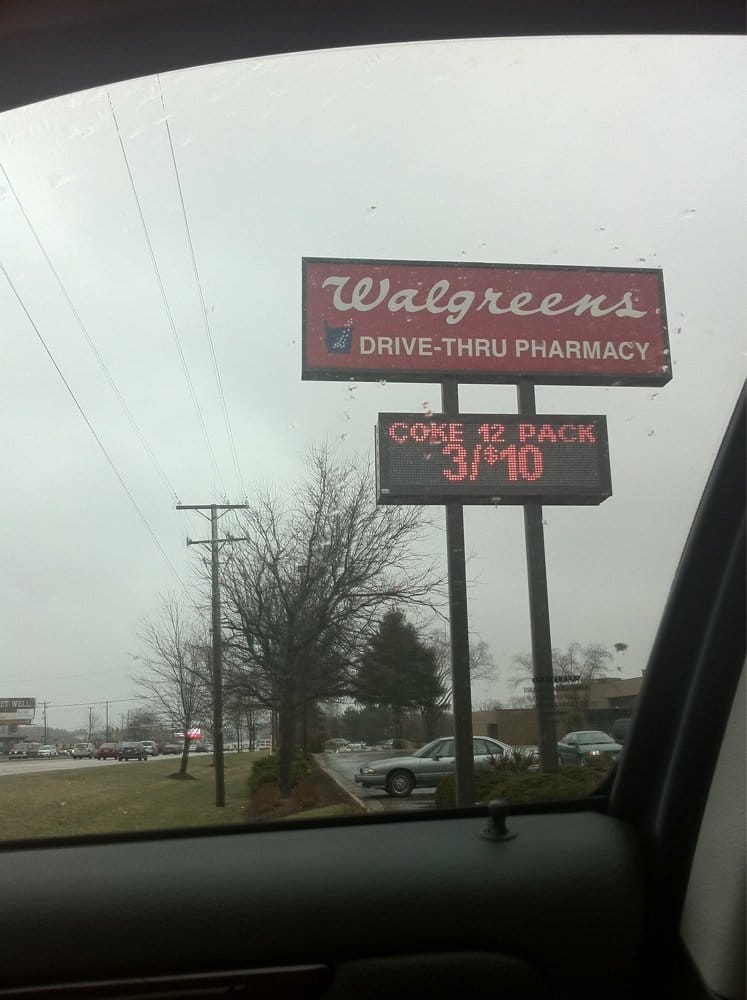 Walgreens
DRIVE-THRU PHARMACY
COKE 12 PACK
3/$10